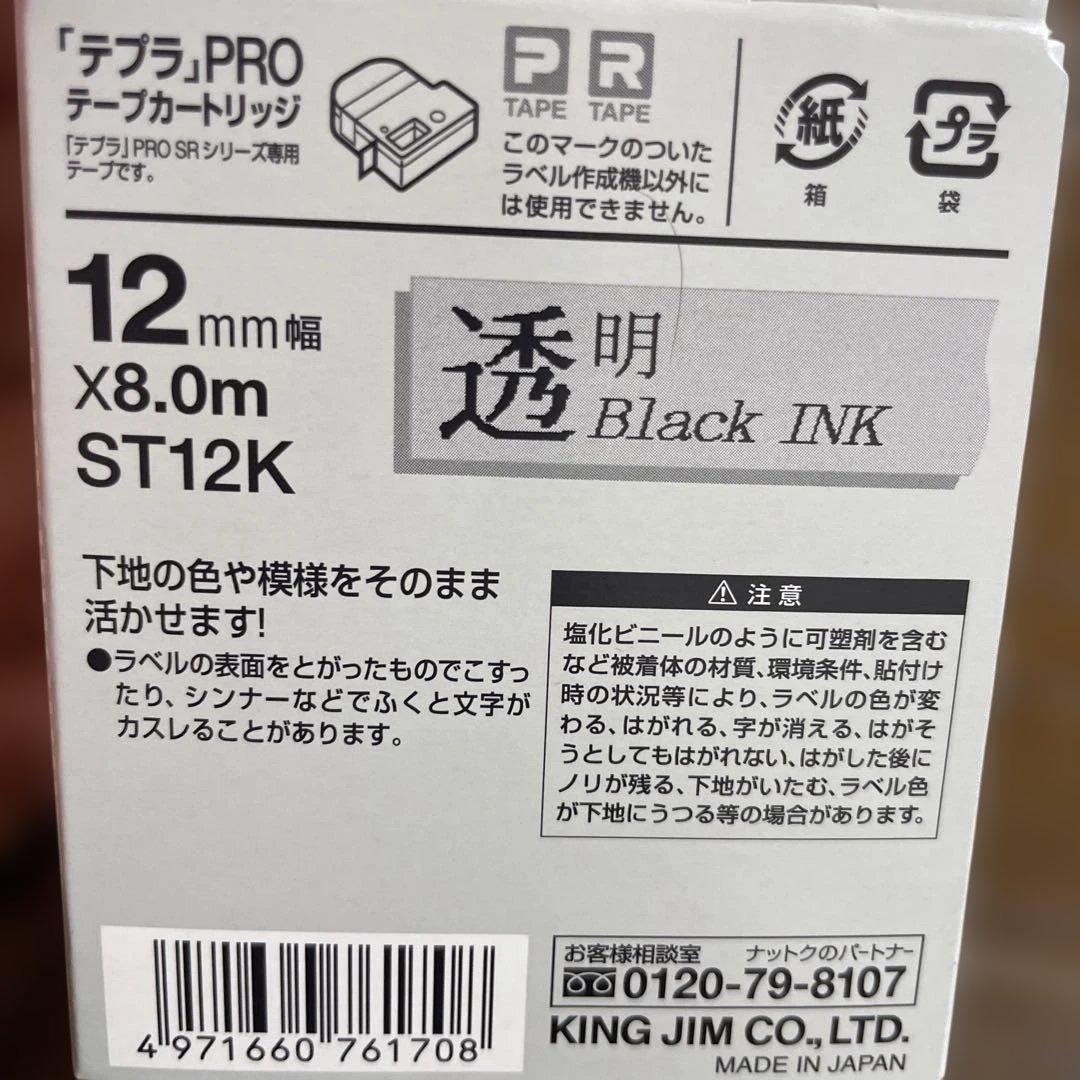 「テプラ」PRO
テープカートリッジ
「テプラ」PRO SRシリーズ専用
テープです。
P
TAPE
R
TAPE
このマークのついた
ラベル作成機以外に
は使用できません。
紙
箱
プラ
袋
12mm幅
X8.0m
ST12K
透明
Black INK
下地の色や模様をそのまま
活かせます!
●ラベルの表面をとがったものでこすっ
たり、シンナーなどでふくと文字が
カスレることがあります。
⚠注意
塩化ビニールのように可塑剤を含む
など被着体の材質、環境条件、貼付け
時の状況等により、ラベルの色が変
わる、はがれる、字が消える、はがそ
うとしてもはがれない、はがした後に
ノリが残る、下地がいたむ、ラベル色
が下地にうつる等の場合があります。
4 971660 761708
お客様相談室 ナットクのパートナー
0120-79-8107
KING JIM CO.,LTD.
MADE IN JAPAN